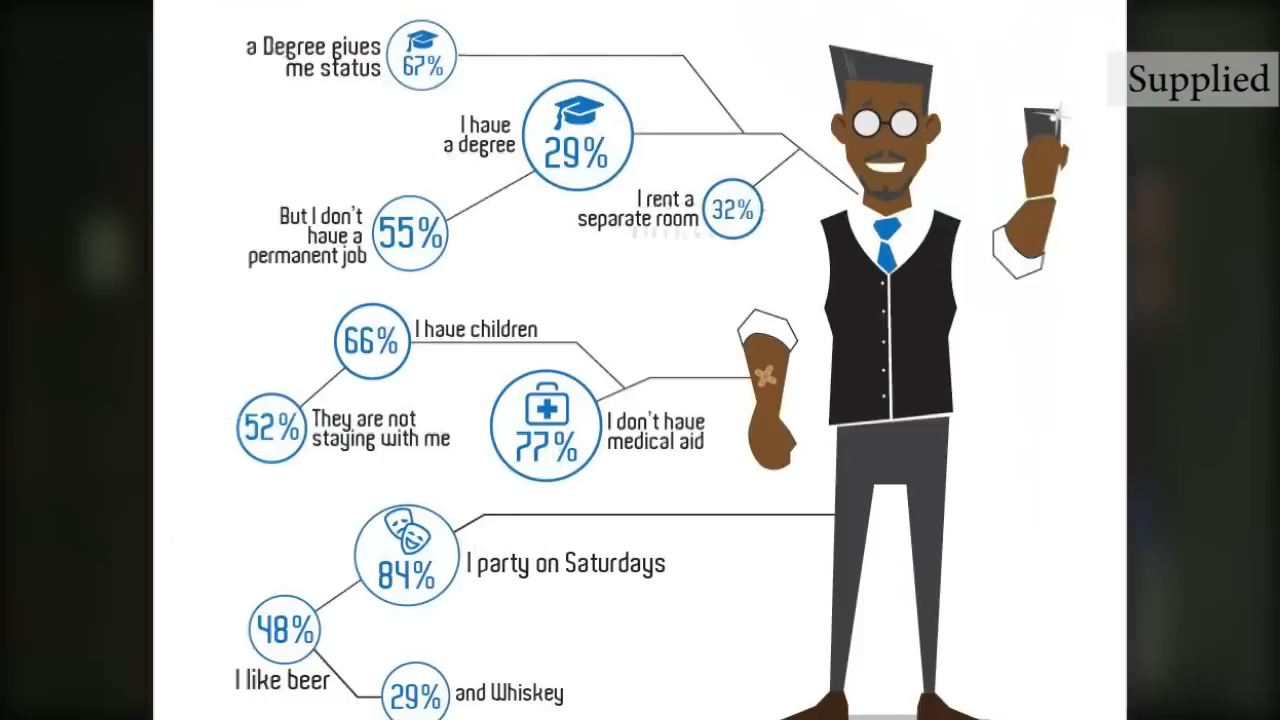 a Degree gives
me status
67%
Supplied
I have
a degree
29%
I rent a
separate room
32%
But I don't
have a
permanent job
55%
66%
I have children
52%
They are not
staying with me
77%
I don't have
medical aid
84%
I party on Saturdays
48%
I like beer
29%
and Whiskey